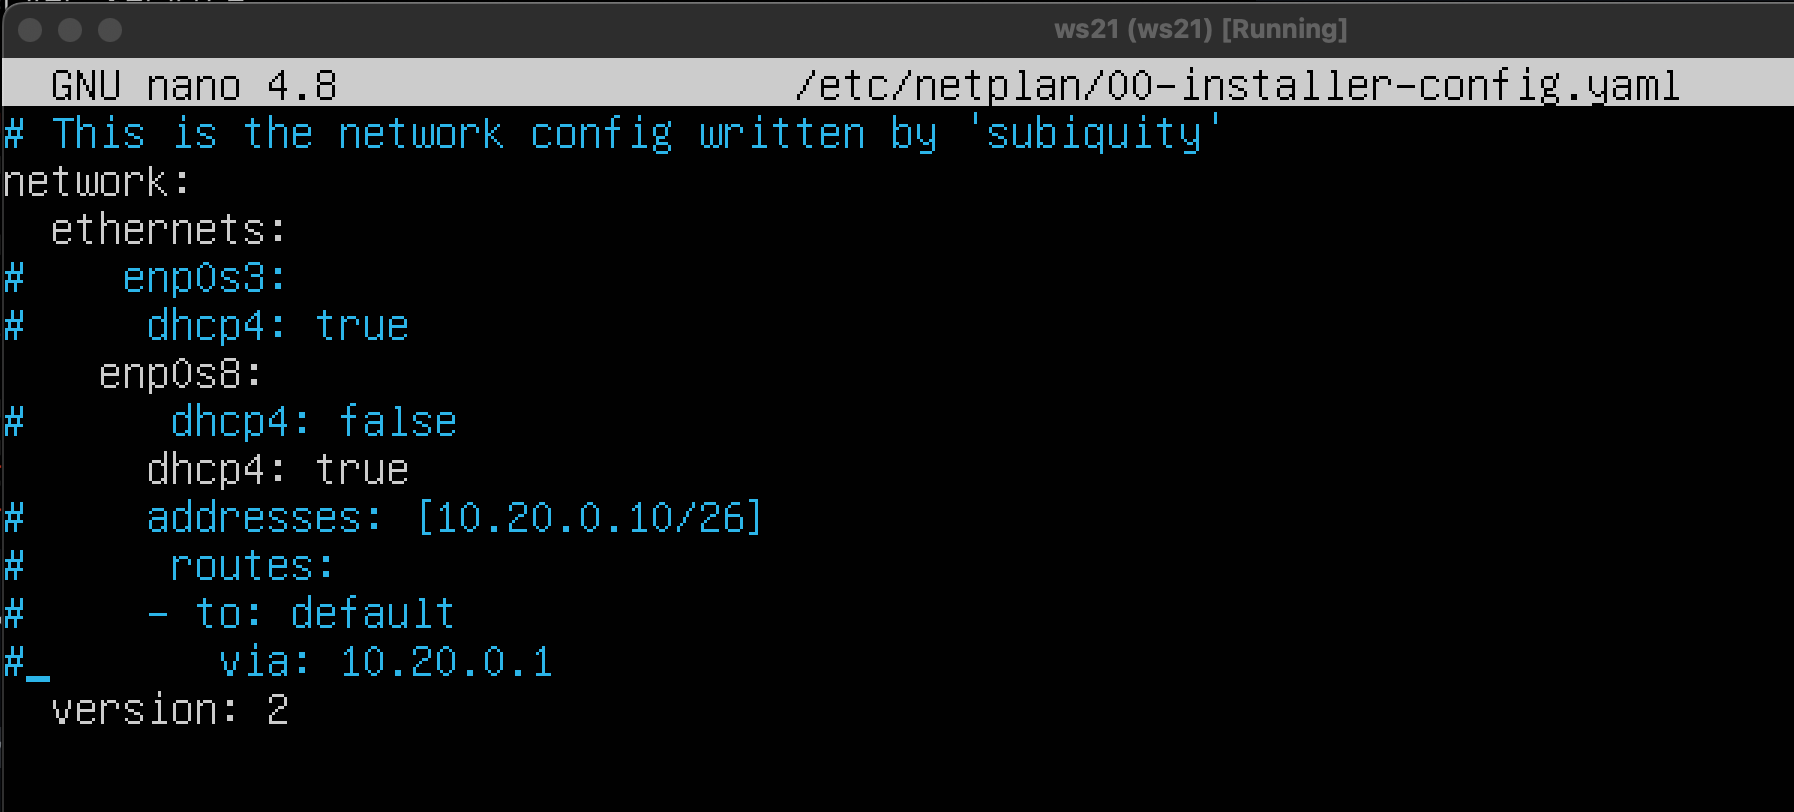 ws21 (ws21) [Running]
GNU nano 4.8 /etc/netplan/00-installer-config.yaml
# This is the network config written by 'subiquity'
network:
  ethernets:
#    enp0s3:
#     dhcp4: true
    enp0s8:
#      dhcp4: false
      dhcp4: true
#     addresses: [10.20.0.10/26]
#      routes:
#     - to: default
#        via: 10.20.0.1
  version: 2